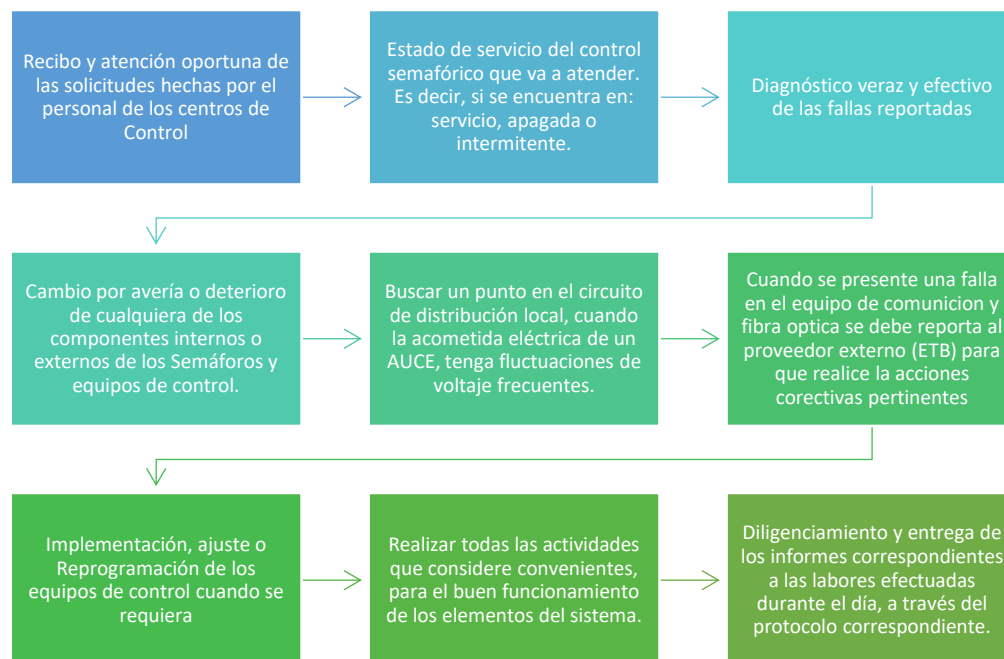 Recibo y atención oportuna de
las solicitudes hechas por el
personal de los centros de
Control
Estado de servicio del control
semafórico que va a atender.
Es decir, si se encuentra en:
servicio, apagada o
intermitente.
Diagnóstico veraz y efectivo
de las fallas reportadas
Cambio por avería o deterioro
de cualquiera de los
componentes internos o
externos de los Semáforos y
equipos de control.
Buscar un punto en el circuito
de distribución local, cuando
la acometida eléctrica de un
AUCE, tenga fluctuaciones de
voltaje frecuentes.
Cuando se presente una falla
en el equipo de comunicion y
fibra optica se debe reporta al
proveedor externo (ETB) para
que realice la acciones
corectivas pertinentes
Implementación, ajuste o
Reprogramación de los
equipos de control cuando se
requiera
Realizar todas las actividades
que considere convenientes,
para el buen funcionamiento
de los elementos del sistema.
Diligenciamiento y entrega de
los informes correspondientes
a las labores efectuadas
durante el día, a través del
protocolo correspondiente.